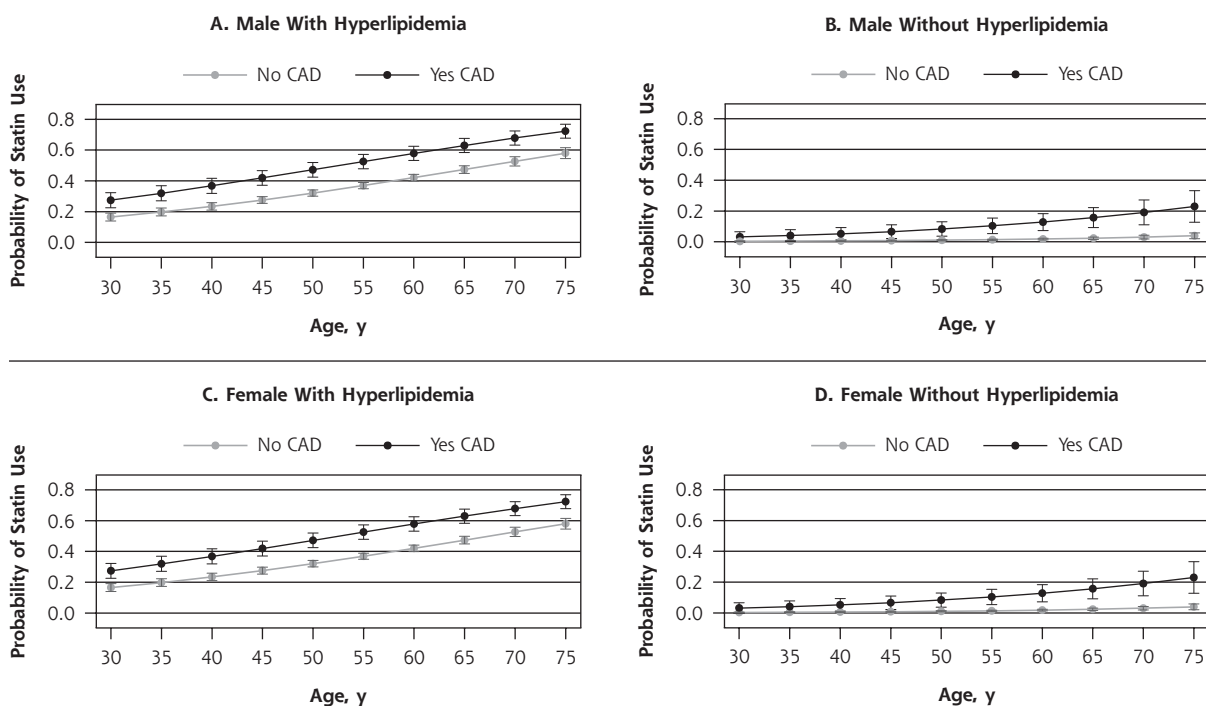 A. Male With Hyperlipidemia
No CAD Yes CAD
Probability of Statin Use
0.8
0.6
0.4
0.2
0.0
30 35 40 45 50 55 60 65 70 75
Age, y
B. Male Without Hyperlipidemia
No CAD Yes CAD
Probability of Statin Use
0.8
0.6
0.4
0.2
0.0
30 35 40 45 50 55 60 65 70 75
Age, y
C. Female With Hyperlipidemia
No CAD Yes CAD
Probability of Statin Use
0.8
0.6
0.4
0.2
0.0
30 35 40 45 50 55 60 65 70 75
Age, y
D. Female Without Hyperlipidemia
No CAD Yes CAD
Probability of Statin Use
0.8
0.6
0.4
0.2
0.0
30 35 40 45 50 55 60 65 70 75
Age, y